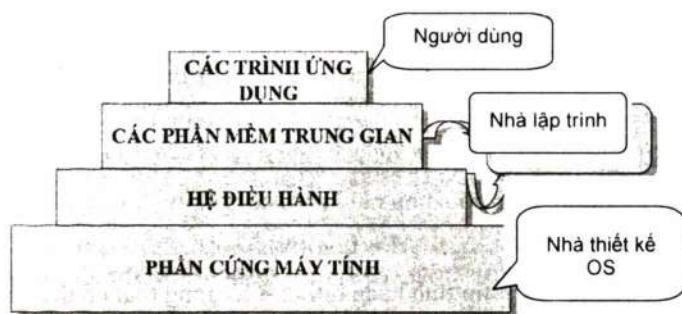 Người dùng
CÁC TRÌNH ỨNG
DỤNG
CÁC PHẦN MỀM TRUNG GIAN
Nhà lập trinh
HỆ ĐIỀU HÀNH
PHẦN CỨNG MÁY TÍNH
Nhà thiết kế
OS